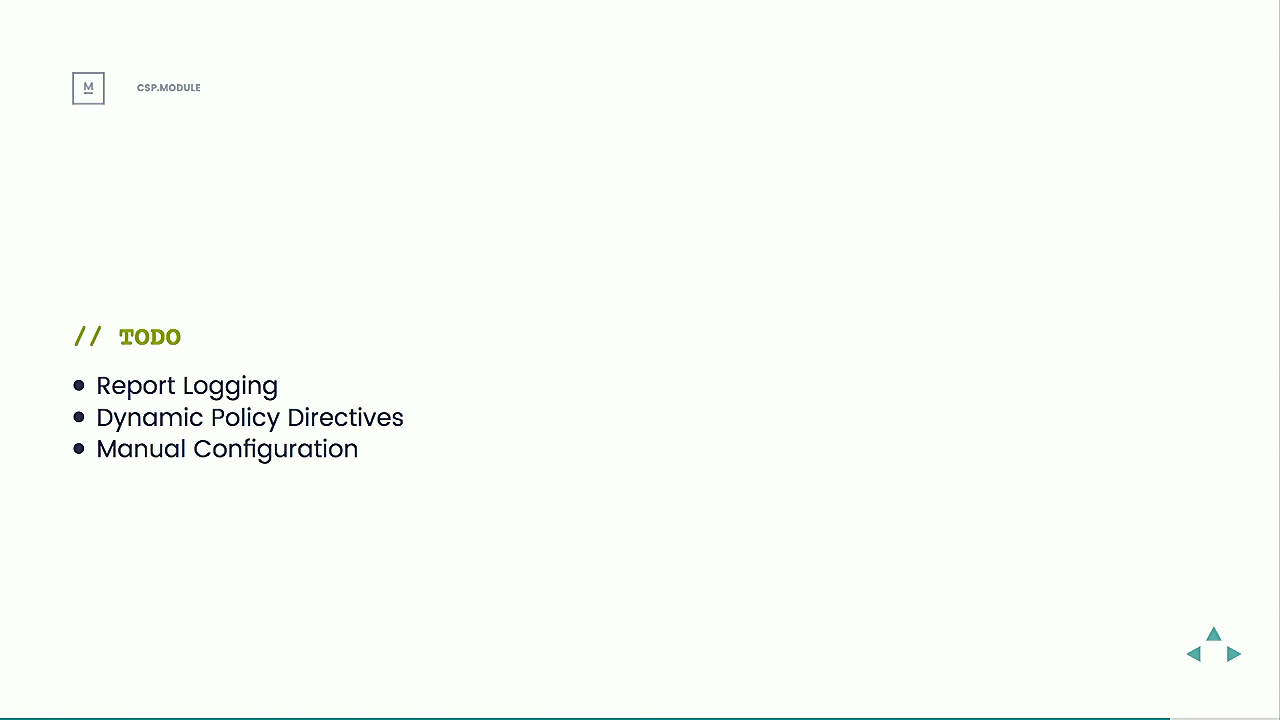 M
CSP.MODULE
// TODO
Report Logging
Dynamic Policy Directives
Manual Configuration